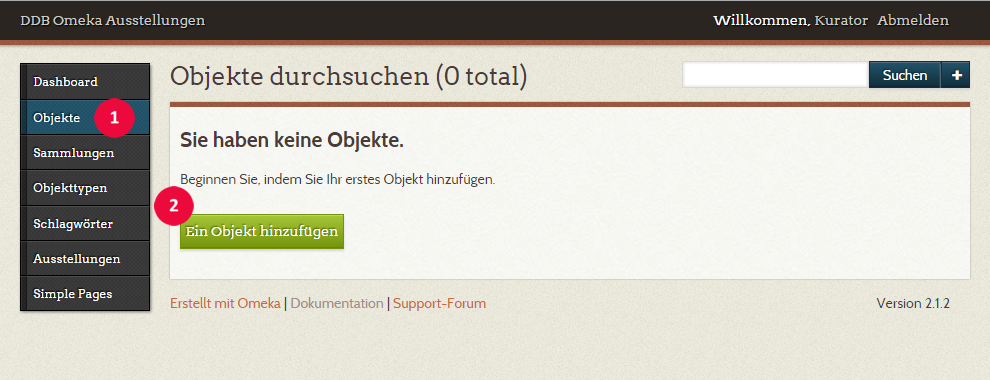 DDB Omeka Ausstellungen
Willkommen, Kurator Abmelden
Dashboard
Objekte 1
Sammlungen
Objekttypen
Schlagwörter
Ausstellungen
Simple Pages
Objekte durchsuchen (0 total)
Suchen +
Sie haben keine Objekte.
Beginnen Sie, indem Sie Ihr erstes Objekt hinzufügen.
2
Ein Objekt hinzufügen
Erstellt mit Omeka | Dokumentation | Support-Forum
Version 2.1.2